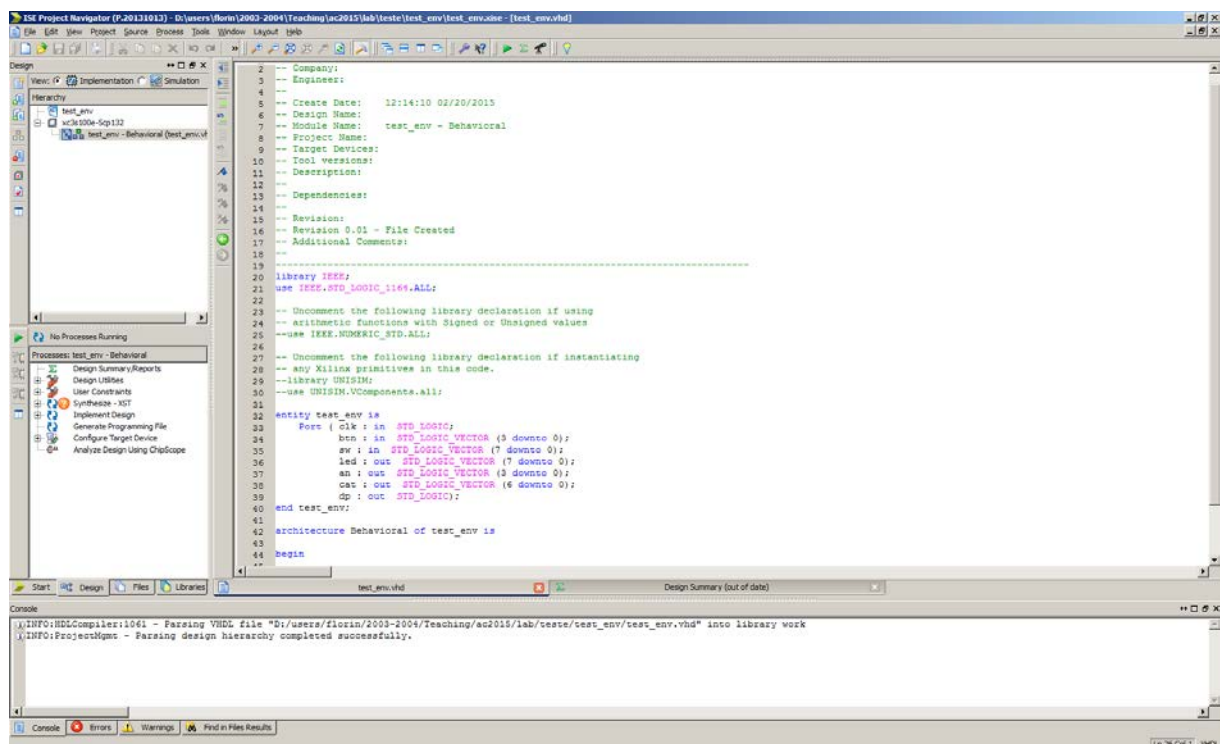 ISE Project Navigator (P.20131013) - D:\users\florin\2003-2004\Teaching\ac2015\lab\teste\test_env\test_env.xise - [test_env.vhd]
File Edit View Project Source Process Tools Window Layout Help
Design
View: Implementation Simulation
Hierarchy
test_env
xc3s100e-5cp132
test_env - Behavioral (test_env.vh
No Processes Running
Processes: test_env - Behavioral
Design Summary/Reports
Design Utilities
User Constraints
Synthesize - XST
Implement Design
Generate Programming File
Configure Target Device
Analyze Design Using ChipScope
Start Design Files Libraries
2 -- Company:
3 -- Engineer:
4 --
5 -- Create Date: 12:14:10 02/20/2015
6 -- Design Name:
7 -- Module Name: test_env - Behavioral
8 -- Project Name:
9 -- Target Devices:
10 -- Tool versions:
11 -- Description:
12 --
13 -- Dependencies:
14 --
15 -- Revision:
16 -- Revision 0.01 - File Created
17 -- Additional Comments:
18 --
19 ----------------------------------------------------------------------------------
20 library IEEE;
21 use IEEE.STD_LOGIC_1164.ALL;
22
23 -- Uncomment the following library declaration if using
24 -- arithmetic functions with Signed or Unsigned values
25 --use IEEE.NUMERIC_STD.ALL;
26
27 -- Uncomment the following library declaration if instantiating
28 -- any Xilinx primitives in this code.
29 --library UNISIM;
30 --use UNISIM.VComponents.all;
31
32 entity test_env is
33 Port ( clk : in STD_LOGIC;
34 btn : in STD_LOGIC_VECTOR (3 downto 0);
35 sw : in STD_LOGIC_VECTOR (7 downto 0);
36 led : out STD_LOGIC_VECTOR (7 downto 0);
37 an : out STD_LOGIC_VECTOR (3 downto 0);
38 cat : out STD_LOGIC_VECTOR (6 downto 0);
39 dp : out STD_LOGIC);
40 end test_env;
41
42 architecture Behavioral of test_env is
43
44 begin
test_env.vhd Design Summary (out of date)
Console
INFO:HDLCompiler:1061 - Parsing VHDL file "D:/users/florin/2003-2004/Teaching/ac2015/lab/teste/test_env/test_env.vhd" into library work
INFO:ProjectMgmt - Parsing design hierarchy completed successfully.
Console Errors Warnings Find in Files Results